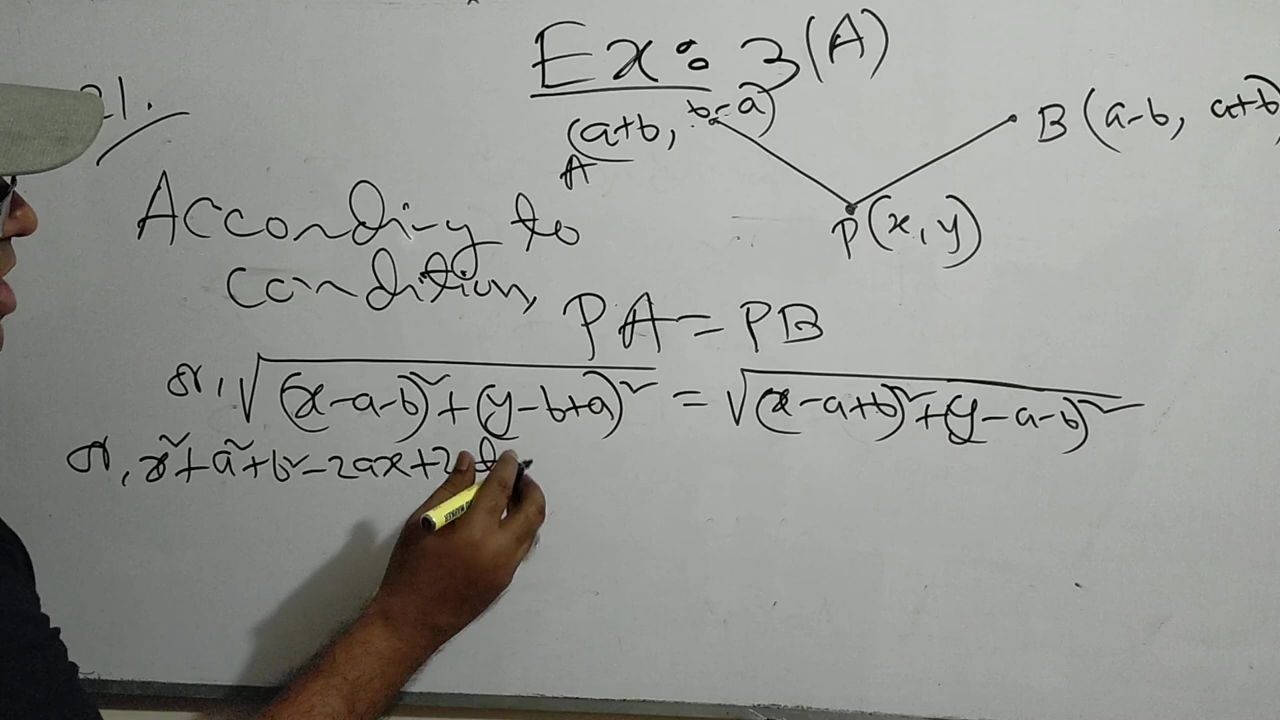 Ex: 3(A)
21.
(a+b, b-a)
A
B(a-b, a+b)
P(x,y)
According to
condition,
PA=PB
or, √(x-a-b)²+(y-b+a)² = √(x-a+b)²+(y-a-b)²
or, x²+a²+b²-2ax+2